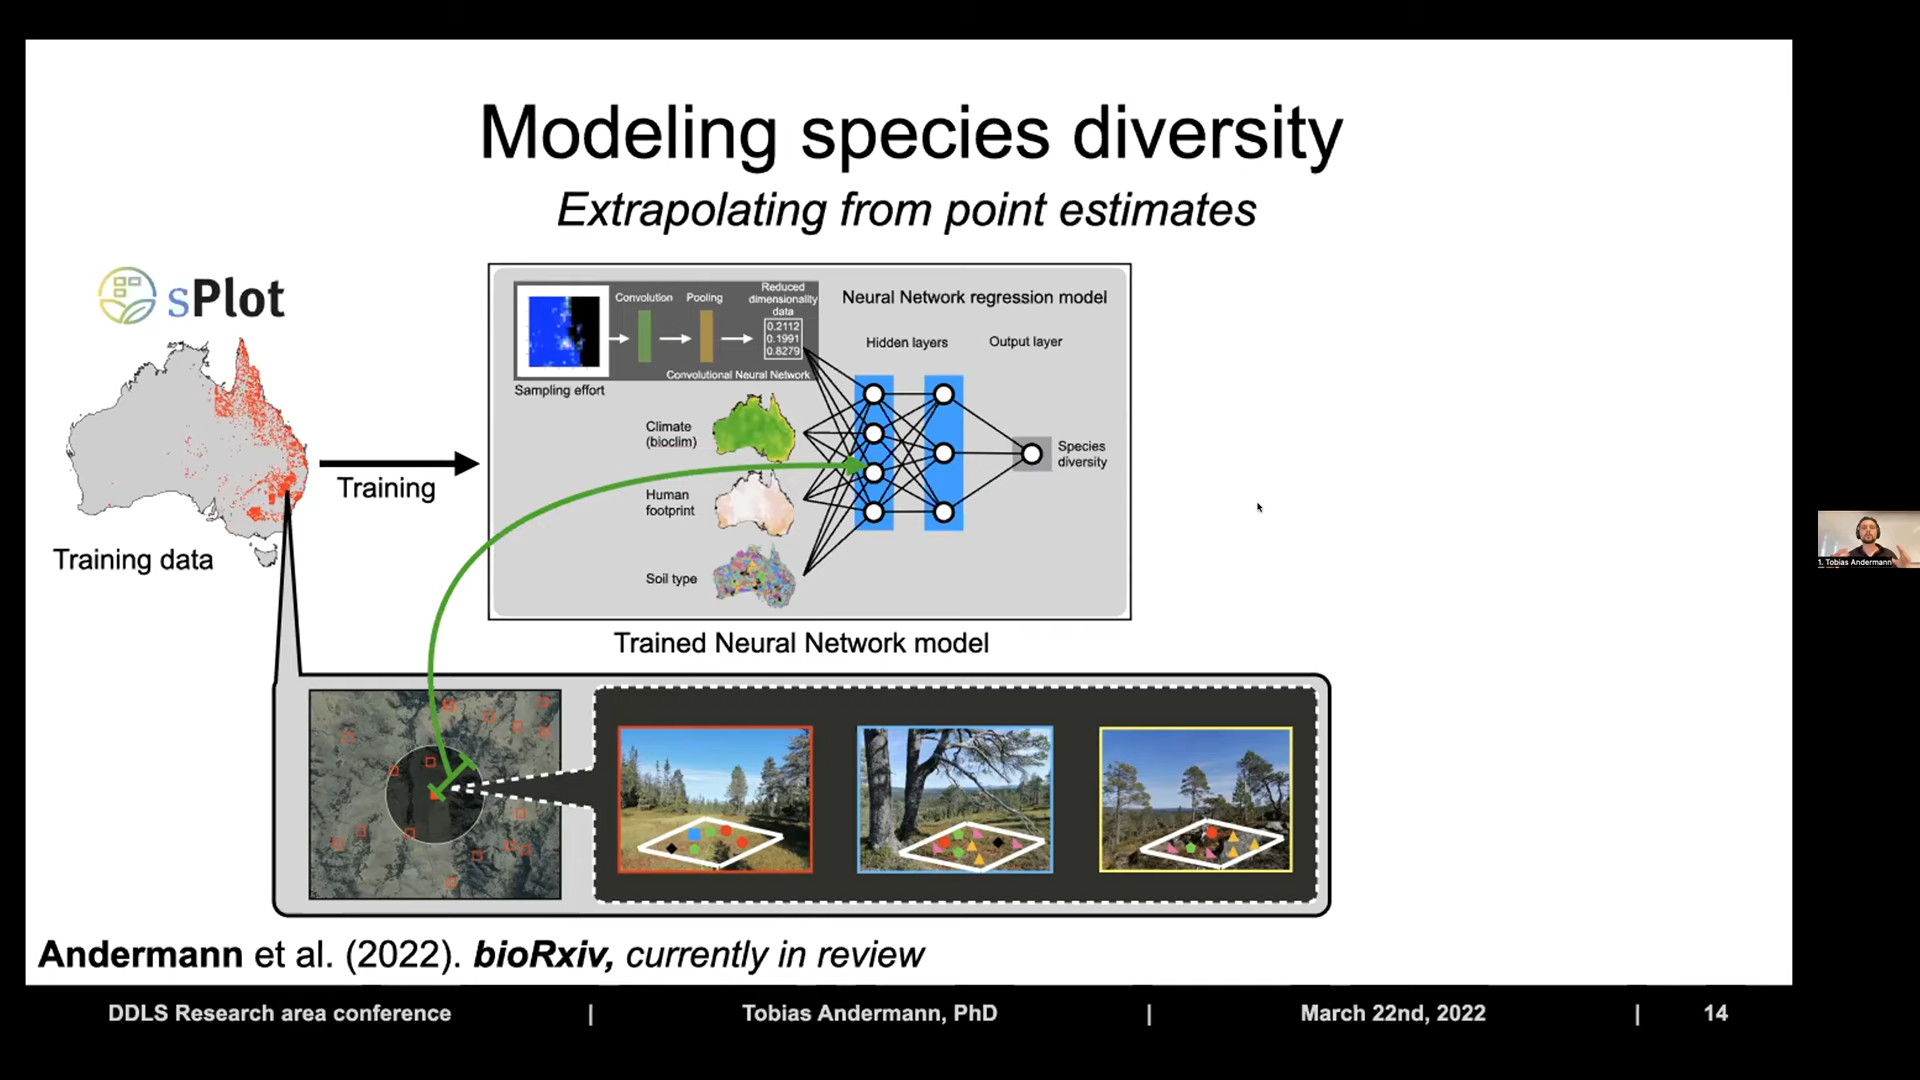 Modeling species diversity
Extrapolating from point estimates
sPlot
Training data
Training
Convolution
Pooling
Reduced
dimensionality
data
0.2112
0.1991
0.8279
Convolutional Neural Network
Sampling effort
Neural Network regression model
Hidden layers
Output layer
Climate
(bioclim)
Human
footprint
Soil type
Species
diversity
Trained Neural Network model
Andermann et al. (2022). bioRxiv, currently in review
DDLS Research area conference | Tobias Andermann, PhD | March 22nd, 2022 | 14
1. Tobias Andermann